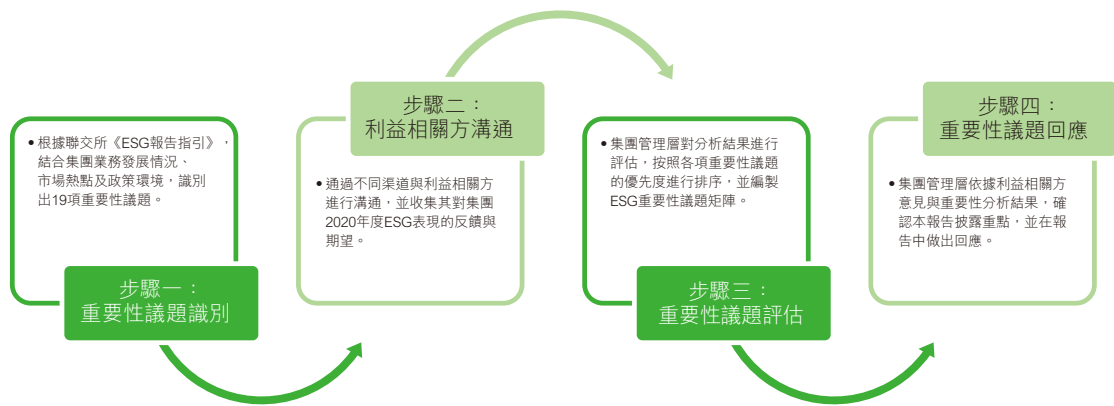 • 根據聯交所《ESG報告指引》，
結合集團業務發展情況、
市場熱點及政策環境，識別
出19項重要性議題。
步驟一：
重要性議題識別
步驟二：
利益相關方溝通
• 通過不同渠道與利益相關方
進行溝通，並收集其對集團
2020年度ESG表現的反饋與
期望。
• 集團管理層對分析結果進行
評估，按照各項重要性議題
的優先度進行排序，並編製
ESG重要性議題矩陣。
步驟三：
重要性議題評估
步驟四：
重要性議題回應
• 集團管理層依據利益相關方
意見與重要性分析結果，確
認本報告披露重點，並在報
告中做出回應。